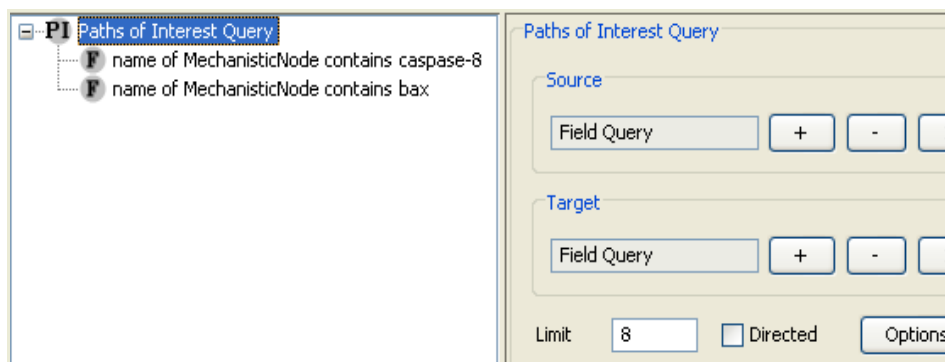 PI Paths of Interest Query
F name of MechanisticNode contains caspase-8
F name of MechanisticNode contains bax
Paths of Interest Query
Source
Field Query + -
Target
Field Query + -
Limit 8 Directed Options